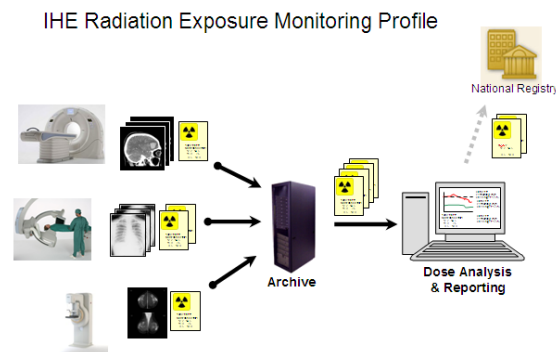 IHE Radiation Exposure Monitoring Profile
National Registry
Archive
Dose Analysis
& Reporting